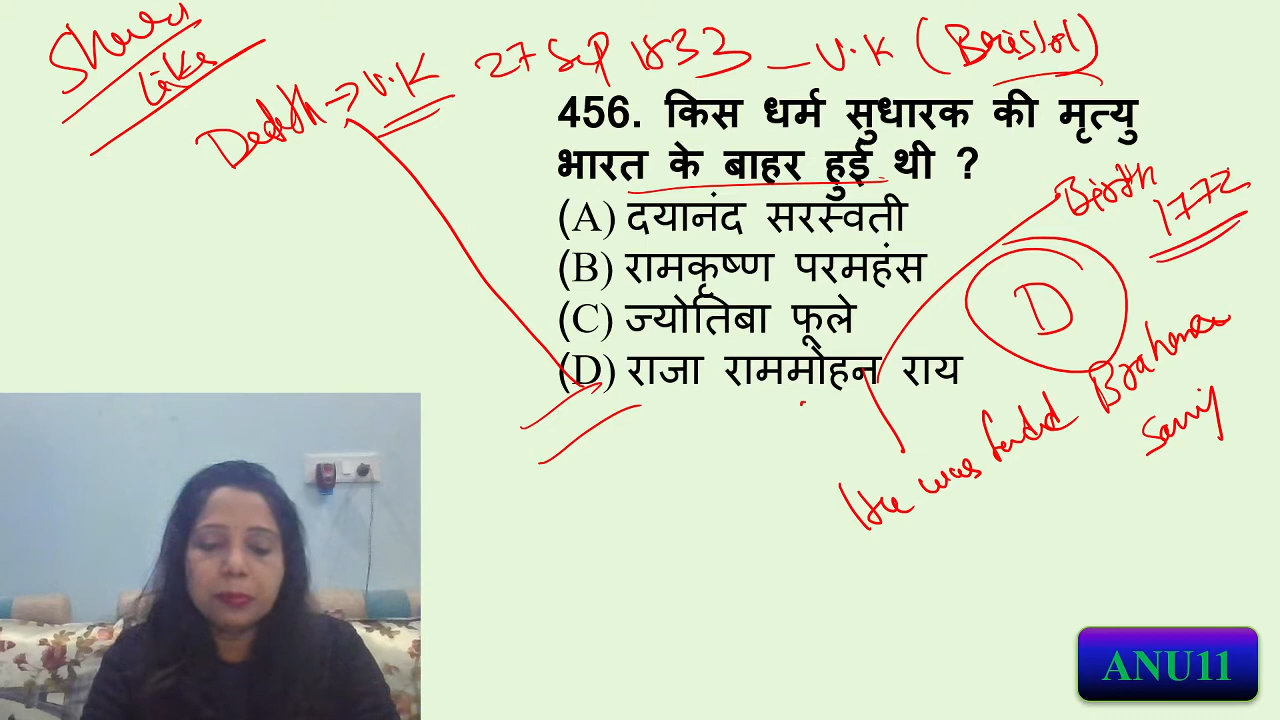 Share
Like
Death → U.K
27 Sep 1833 – U.K (Bristol)
456. किस धर्म सुधारक की मृत्यु
भारत के बाहर हुई थी ?
(A) दयानंद सरस्वती
(B) रामकृष्ण परमहंस
(C) ज्योतिबा फूले
(D) राजा राममोहन राय
Birth
1772
D
He was Brahmo
Samaj
ANU11